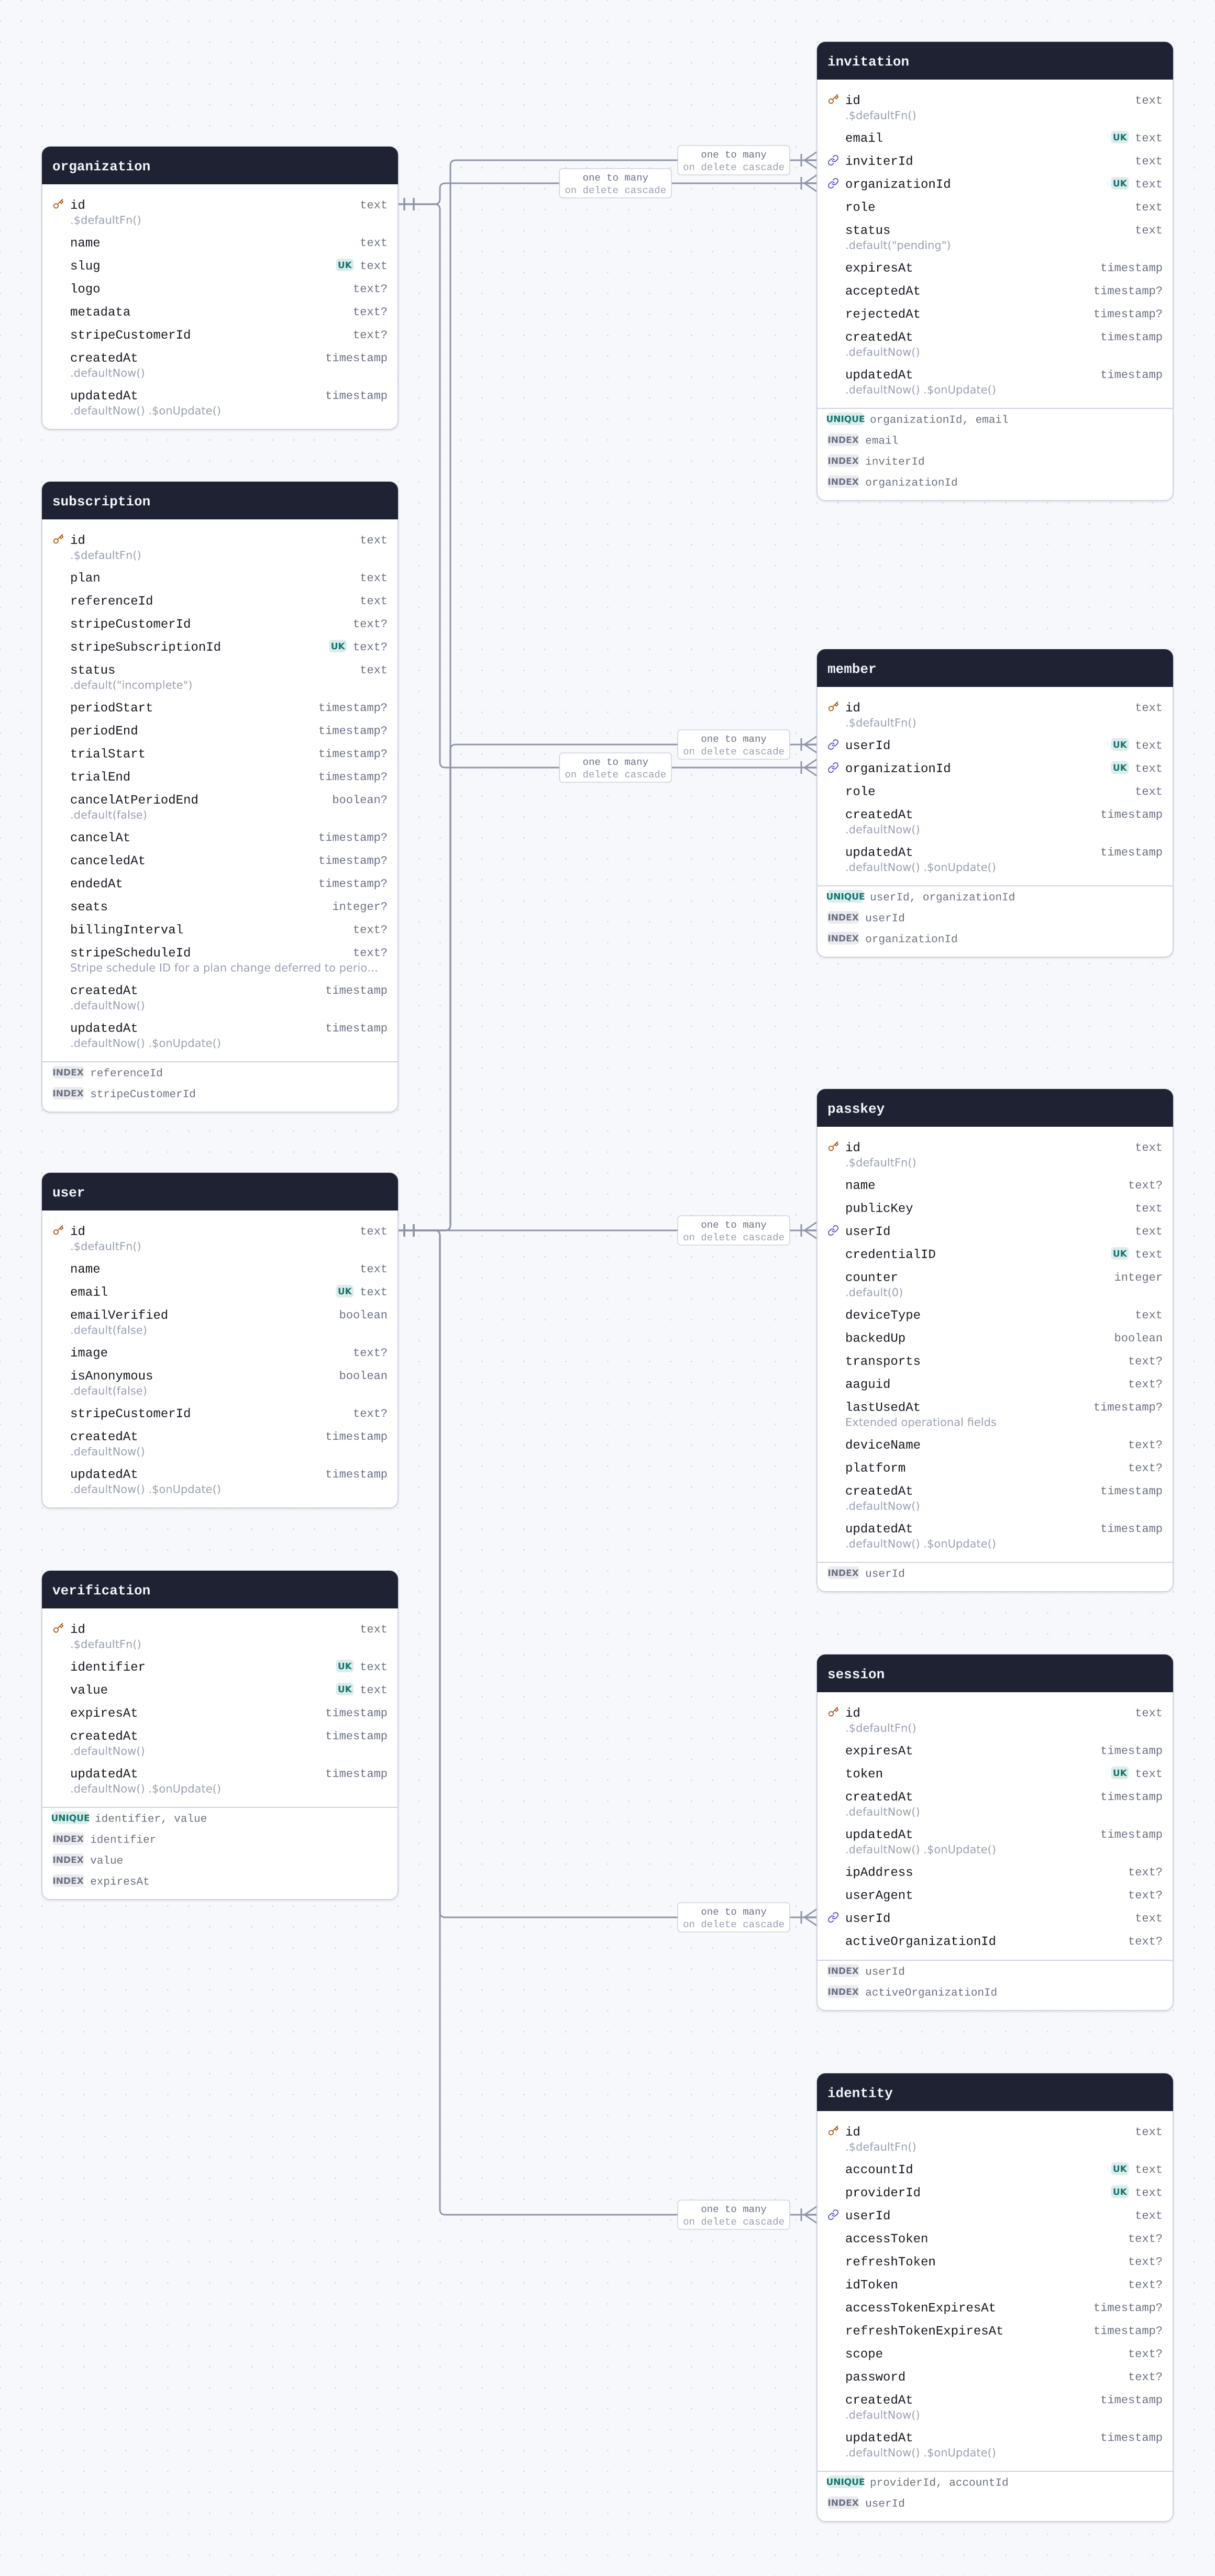 organization
id text
.$defaultFn()
name text
slug UK text
logo text?
metadata text?
stripeCustomerId text?
createdAt timestamp
.defaultNow()
updatedAt timestamp
.defaultNow() .$onUpdate()
subscription
id text
.$defaultFn()
plan text
referenceId text
stripeCustomerId text?
stripeSubscriptionId UK text?
status text
.default("incomplete")
periodStart timestamp?
periodEnd timestamp?
trialStart timestamp?
trialEnd timestamp?
cancelAtPeriodEnd boolean?
.default(false)
cancelAt timestamp?
canceledAt timestamp?
endedAt timestamp?
seats integer?
billingInterval text?
stripeScheduleId text?
Stripe schedule ID for a plan change deferred to perio…
createdAt timestamp
.defaultNow()
updatedAt timestamp
.defaultNow() .$onUpdate()
INDEX referenceId
INDEX stripeCustomerId
user
id text
.$defaultFn()
name text
email UK text
emailVerified boolean
.default(false)
image text?
isAnonymous boolean
.default(false)
stripeCustomerId text?
createdAt timestamp
.defaultNow()
updatedAt timestamp
.defaultNow() .$onUpdate()
verification
id text
.$defaultFn()
identifier UK text
value UK text
expiresAt timestamp
createdAt timestamp
.defaultNow()
updatedAt timestamp
.defaultNow() .$onUpdate()
UNIQUE identifier, value
INDEX identifier
INDEX value
INDEX expiresAt
one to many
on delete cascade
one to many
on delete cascade
one to many
on delete cascade
one to many
on delete cascade
one to many
on delete cascade
one to many
on delete cascade
one to many
on delete cascade
invitation
id text
.$defaultFn()
email UK text
inviterId text
organizationId UK text
role text
status text
.default("pending")
expiresAt timestamp
acceptedAt timestamp?
rejectedAt timestamp?
createdAt timestamp
.defaultNow()
updatedAt timestamp
.defaultNow() .$onUpdate()
UNIQUE organizationId, email
INDEX email
INDEX inviterId
INDEX organizationId
member
id text
.$defaultFn()
userId UK text
organizationId UK text
role text
createdAt timestamp
.defaultNow()
updatedAt timestamp
.defaultNow() .$onUpdate()
UNIQUE userId, organizationId
INDEX userId
INDEX organizationId
passkey
id text
.$defaultFn()
name text?
publicKey text
userId text
credentialID UK text
counter integer
.default(0)
deviceType text
backedUp boolean
transports text?
aaguid text?
lastUsedAt timestamp?
Extended operational fields
deviceName text?
platform text?
createdAt timestamp
.defaultNow()
updatedAt timestamp
.defaultNow() .$onUpdate()
INDEX userId
session
id text
.$defaultFn()
expiresAt timestamp
token UK text
createdAt timestamp
.defaultNow()
updatedAt timestamp
.defaultNow() .$onUpdate()
ipAddress text?
userAgent text?
userId text
activeOrganizationId text?
INDEX userId
INDEX activeOrganizationId
identity
id text
.$defaultFn()
accountId UK text
providerId UK text
userId text
accessToken text?
refreshToken text?
idToken text?
accessTokenExpiresAt timestamp?
refreshTokenExpiresAt timestamp?
scope text?
password text?
createdAt timestamp
.defaultNow()
updatedAt timestamp
.defaultNow() .$onUpdate()
UNIQUE providerId, accountId
INDEX userId